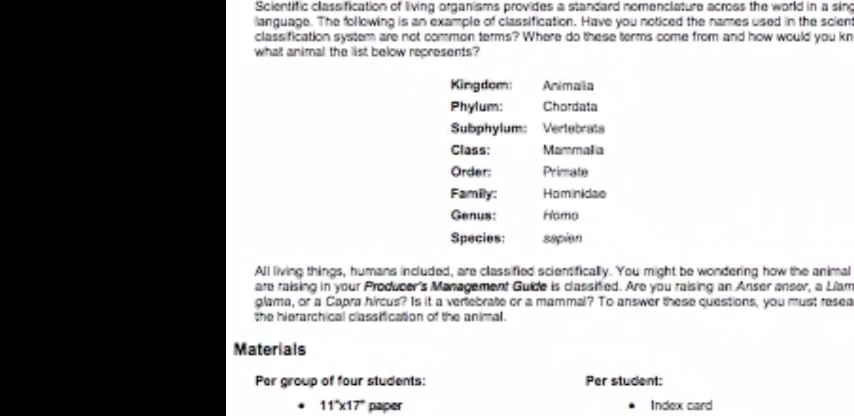 Scientific classification of living organisms provides a standard nomenclature across the world in a sing
language. The following is an example of classification. Have you noticed the names used in the scient
classification system are not common terms? Where do these terms come from and how would you kn
what animal the list below represents?
Kingdom: Animalia
Phylum: Chordata
Subphylum: Vertebrata
Class: Mammalia
Order: Primate
Family: Hominidae
Genus: Homo
Species: sapien
All living things, humans included, are classified scientifically. You might be wondering how the animal
are raising in your Producer's Management Guide is classified. Are you raising an Anser anser, a Llam
glama, or a Capra hircus? Is it a vertebrate or a mammal? To answer these questions, you must resea
the hierarchical classification of the animal.
Materials
Per group of four students: Per student:
• 11"x17" paper • Index card